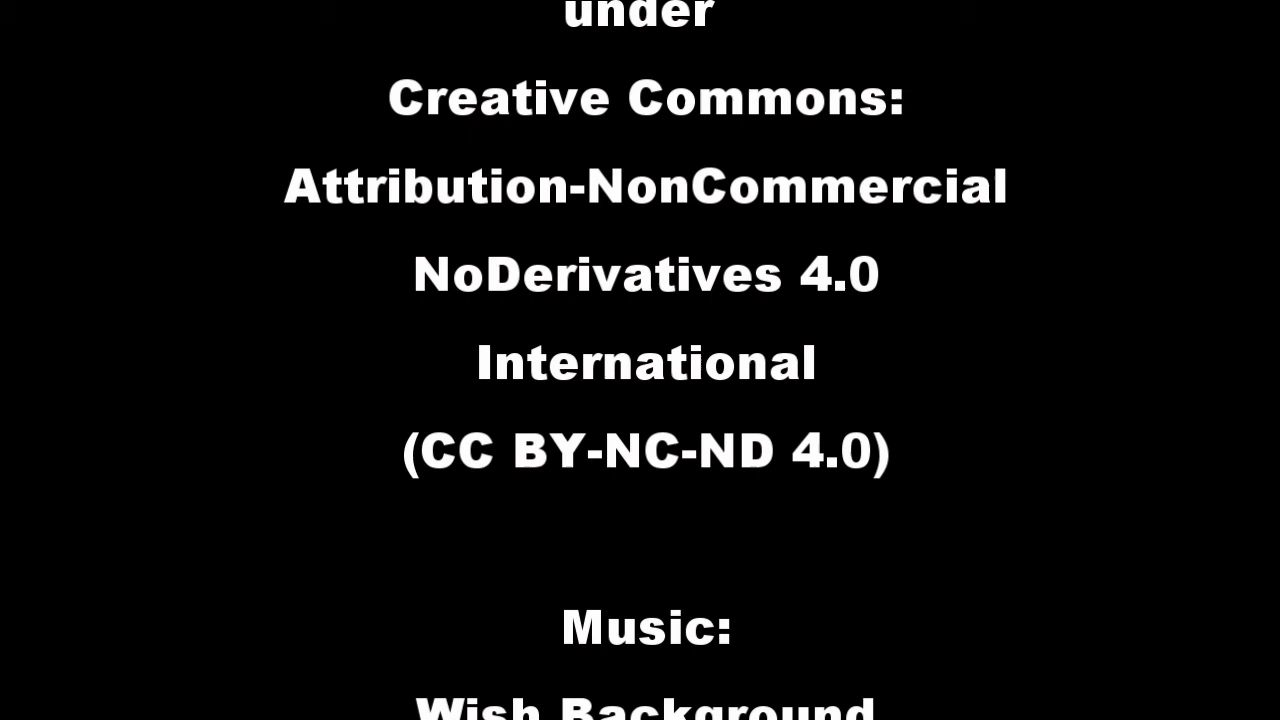 under
Creative Commons:
Attribution-NonCommercial
NoDerivatives 4.0
International
(CC BY-NC-ND 4.0)
Music:
Wish Background